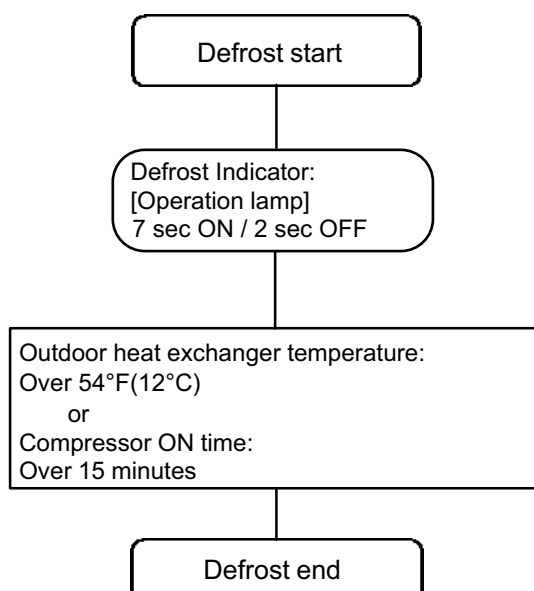 Defrost start
Defrost Indicator:
[Operation lamp]
7 sec ON / 2 sec OFF
Outdoor heat exchanger temperature:
Over 54°F(12°C)
or
Compressor ON time:
Over 15 minutes
Defrost end